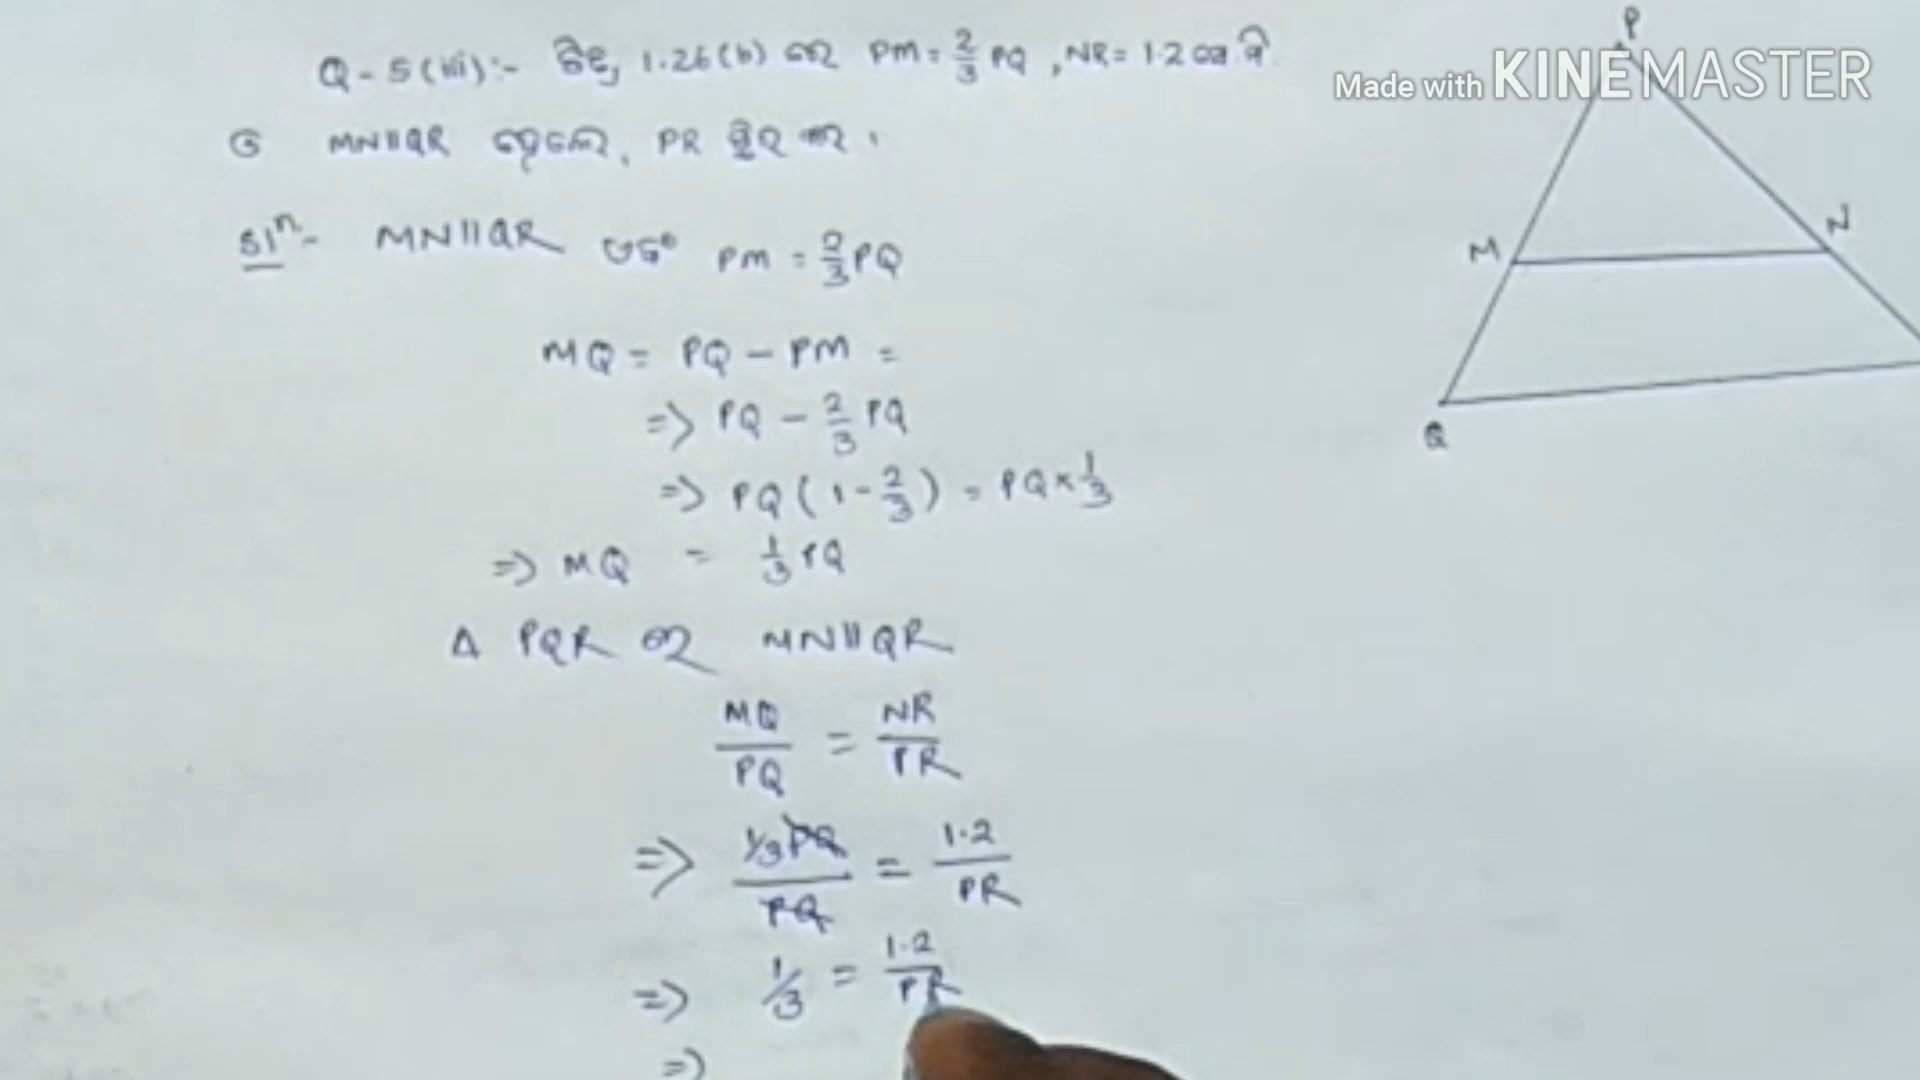 Q-5(iii):- ଚିତ୍ର 1.26(b) ରେ PM = 2/3 PQ, NR = 1.2 ସେ.ମି.
ଓ MN||QR ହେଲେ, PR ସ୍ଥିର କର ।
Made with KINEMASTER
P
Sln- MN||QR ଏବଂ PM = 2/3 PQ
M
N
MQ = PQ - PM =
=> PQ - 2/3 PQ
Q
=> PQ(1 - 2/3) = PQ × 1/3
=> MQ = 1/3 PQ
Δ PQR ରେ MN||QR
MQ/PQ = NR/PR
=> 1/3PQ/PQ = 1.2/PR
=> 1/3 = 1.2/PR
=>